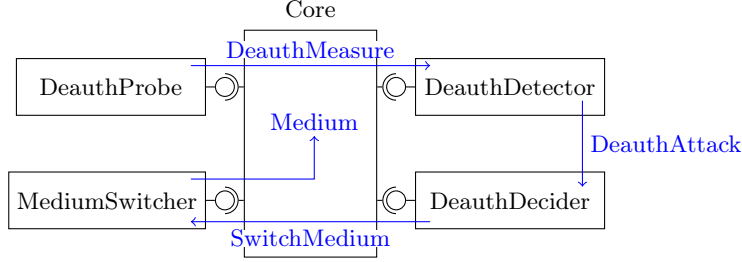 Core
DeauthMeasure
DeauthProbe
DeauthDetector
Medium
DeauthAttack
MediumSwitcher
DeauthDecider
SwitchMedium